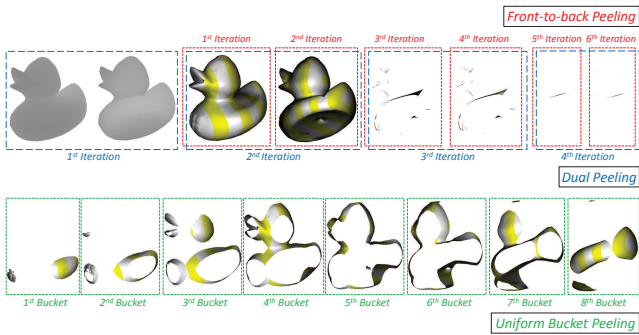 Front-to-back Peeling
1st Iteration 2nd Iteration 3rd Iteration 4th Iteration 5th Iteration 6th Iteration
1st Iteration 2nd Iteration 3rd Iteration 4th Iteration
Dual Peeling
1st Bucket 2nd Bucket 3rd Bucket 4th Bucket 5th Bucket 6th Bucket 7th Bucket 8th Bucket
Uniform Bucket Peeling